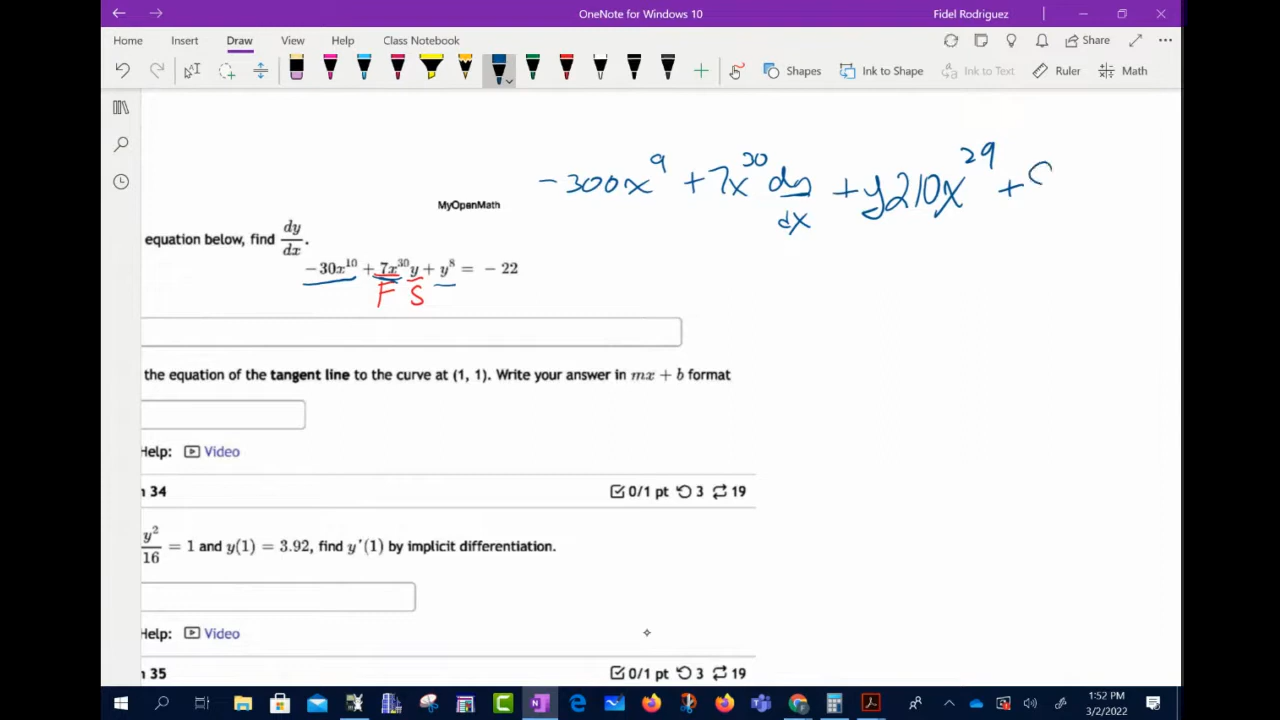 OneNote for Windows 10
Fidel Rodriguez
Home Insert Draw View Help Class Notebook
Share
Shapes Ink to Shape Ink to Text Ruler Math
-300x^9 + 7x^30 dy/dx + y210x^29 +
MyOpenMath
equation below, find dy/dx.
-30x^10 + 7x^30y + y^8 = -22
F S
the equation of the tangent line to the curve at (1, 1). Write your answer in mx + b format
Help: Video
34 0/1 pt 3 19
y^2/16 = 1 and y(1) = 3.92, find y'(1) by implicit differentiation.
Help: Video
35 0/1 pt 3 19
1:52 PM
3/2/2022